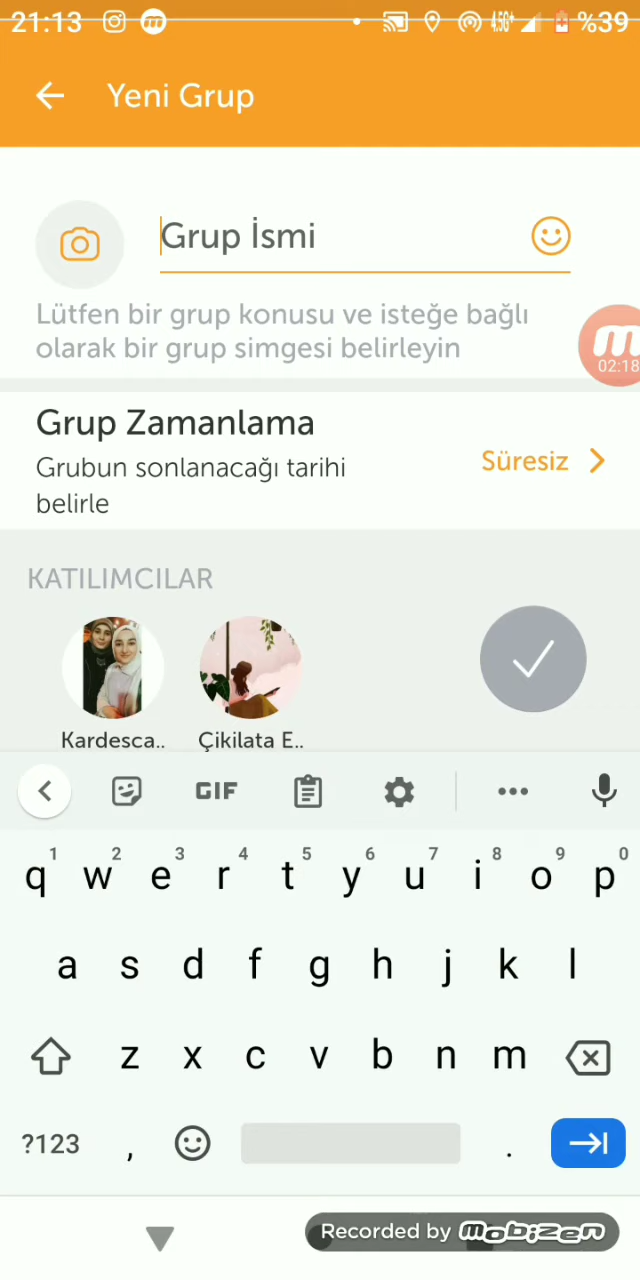 21:13 %39
Yeni Grup
Grup İsmi
Lütfen bir grup konusu ve isteğe bağlı
olarak bir grup simgesi belirleyin
m
02:18
Grup Zamanlama
Grubun sonlanacağı tarihi
belirle
Süresiz
KATILIMCILAR
Kardesca.. Çikilata E..
GIF
1 2 3 4 5 6 7 8 9 0
q w e r t y u i o p
a s d f g h j k l
z x c v b n m
?123 , .
Recorded by mobizen